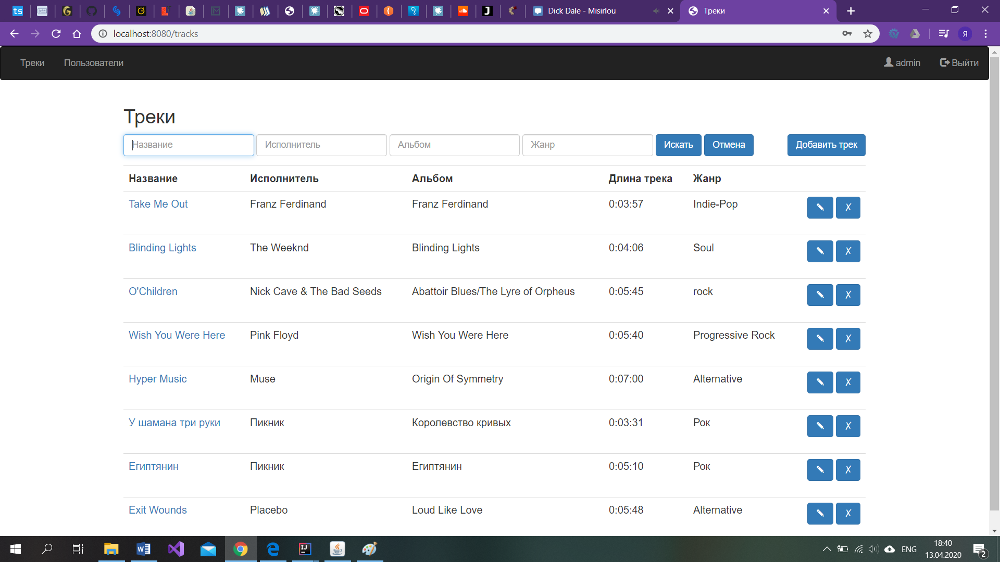 Dick Dale - Misirlou
Треки
localhost:8080/tracks
Я
Треки Пользователи admin Выйти
Треки
Название Исполнитель Альбом Жанр Искать Отмена Добавить трек
Название Исполнитель Альбом Длина трека Жанр
Take Me Out Franz Ferdinand Franz Ferdinand 0:03:57 Indie-Pop X
Blinding Lights The Weeknd Blinding Lights 0:04:06 Soul X
O'Children Nick Cave & The Bad Seeds Abattoir Blues/The Lyre of Orpheus 0:05:45 rock X
Wish You Were Here Pink Floyd Wish You Were Here 0:05:40 Progressive Rock X
Hyper Music Muse Origin Of Symmetry 0:07:00 Alternative X
У шамана три руки Пикник Королевство кривых 0:03:31 Рок X
Египтянин Пикник Египтянин 0:05:10 Рок X
Exit Wounds Placebo Loud Like Love 0:05:48 Alternative X
ENG
18:40
13.04.2020
2